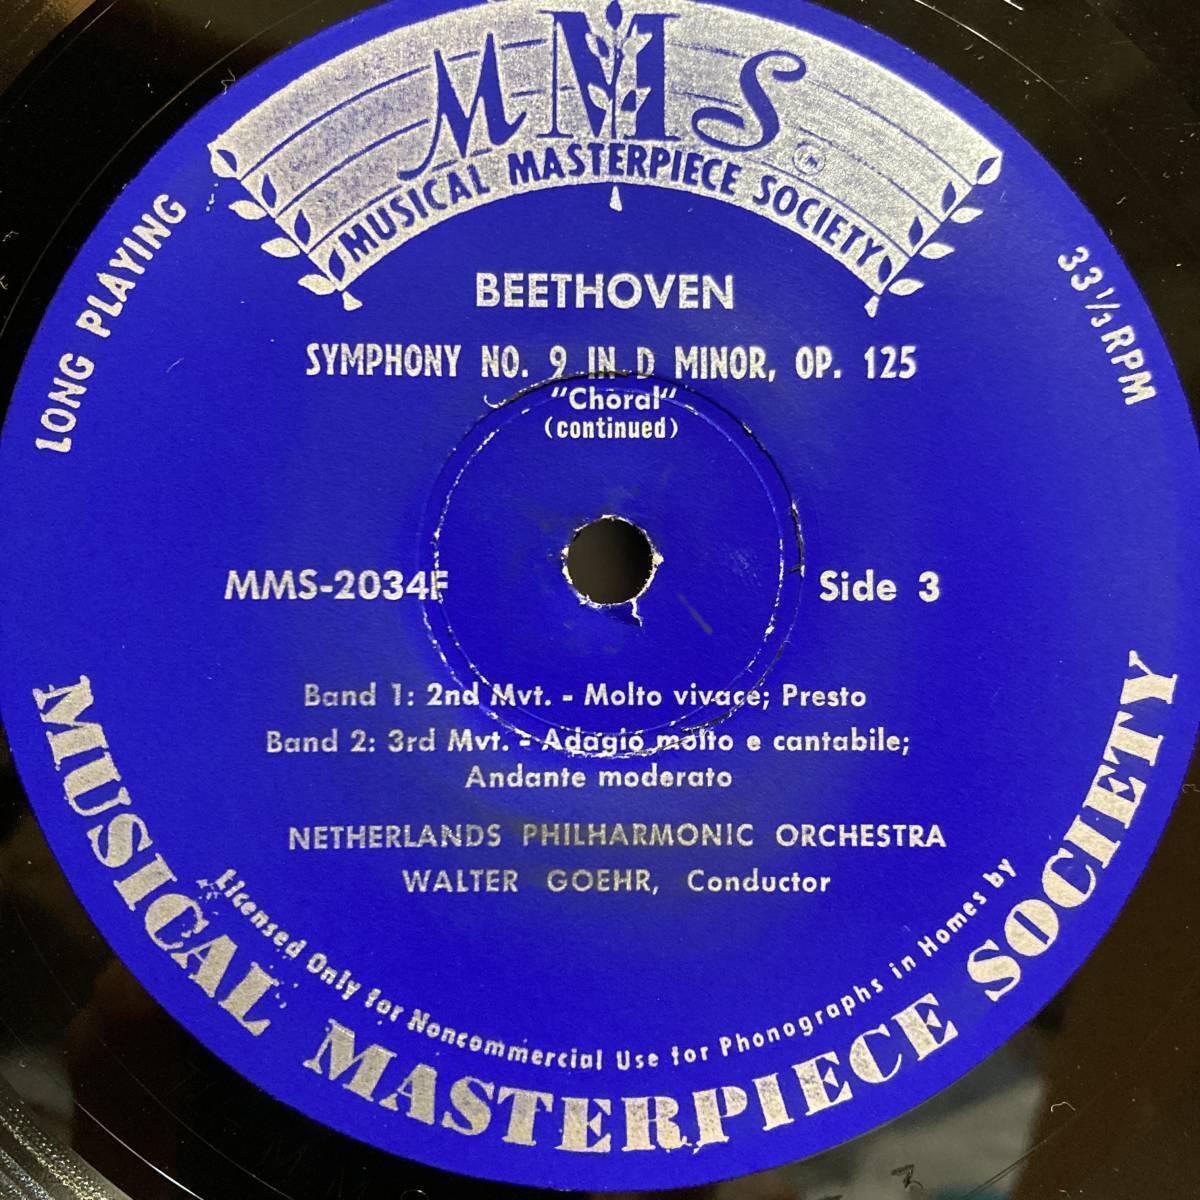 MMS
MUSICAL MASTERPIECE SOCIETY
LONG PLAYING
33 1/3 RPM
BEETHOVEN
SYMPHONY NO. 9 IN D MINOR, OP. 125
"Choral"
(continued)
MMS-2034F
Side 3
Band 1: 2nd Mvt. - Molto vivace; Presto
Band 2: 3rd Mvt. - Adagio molto e cantabile;
Andante moderato
NETHERLANDS PHILHARMONIC ORCHESTRA
WALTER GOEHR, Conductor
Licensed Only for Noncommercial Use for Phonographs in Homes by
MUSICAL MASTERPIECE SOCIETY
3